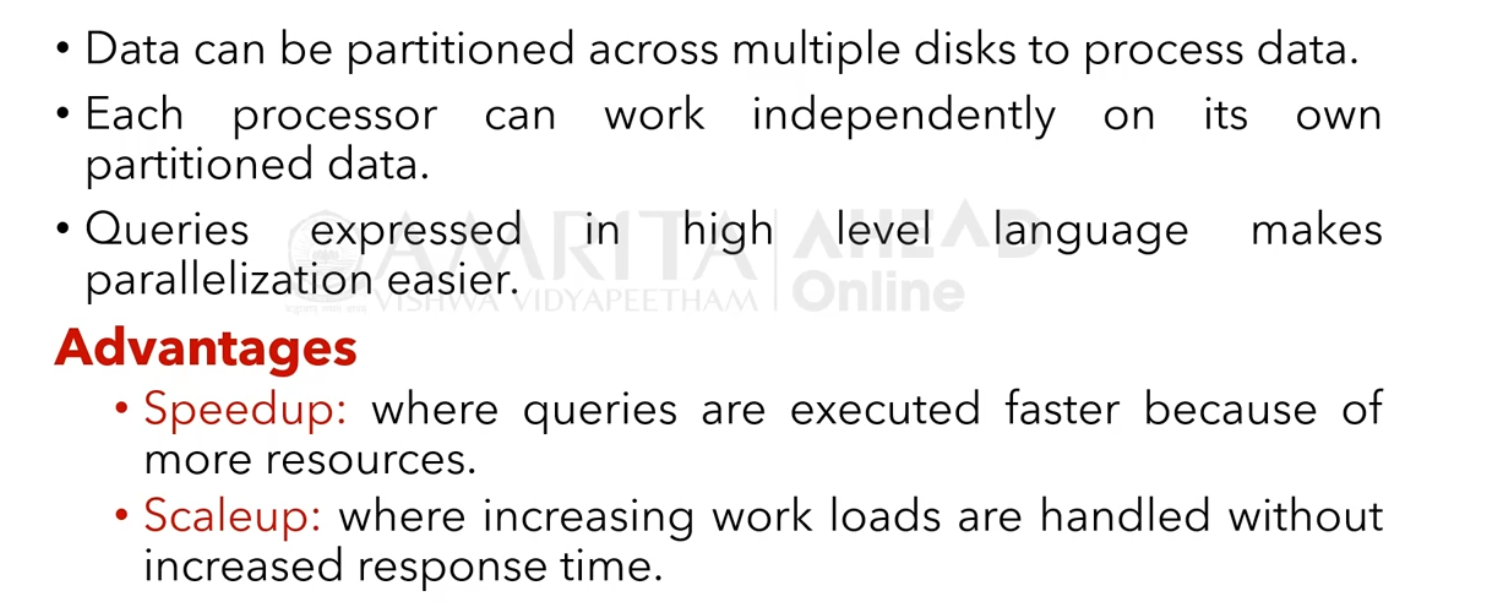 • Data can be partitioned across multiple disks to process data.
• Each processor can work independently on its own
partitioned data.
• Queries expressed in high level language makes
parallelization easier.
AMRITA
VISHWA VIDYAPEETHAM
AHEAD
Online
Advantages
• Speedup: where queries are executed faster because of
more resources.
• Scaleup: where increasing work loads are handled without
increased response time.